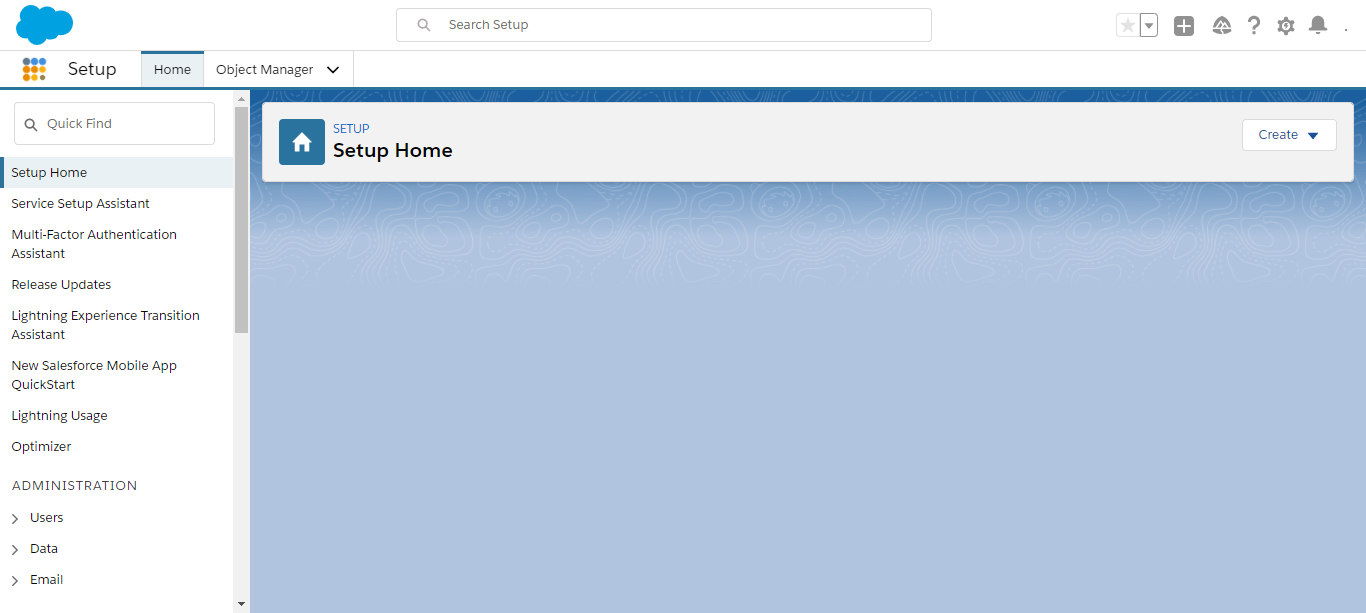 Search Setup
Setup
Home
Object Manager
Quick Find
Setup Home
Service Setup Assistant
Multi-Factor Authentication
Assistant
Release Updates
Lightning Experience Transition
Assistant
New Salesforce Mobile App
QuickStart
Lightning Usage
Optimizer
ADMINISTRATION
Users
Data
Email
SETUP
Setup Home
Create